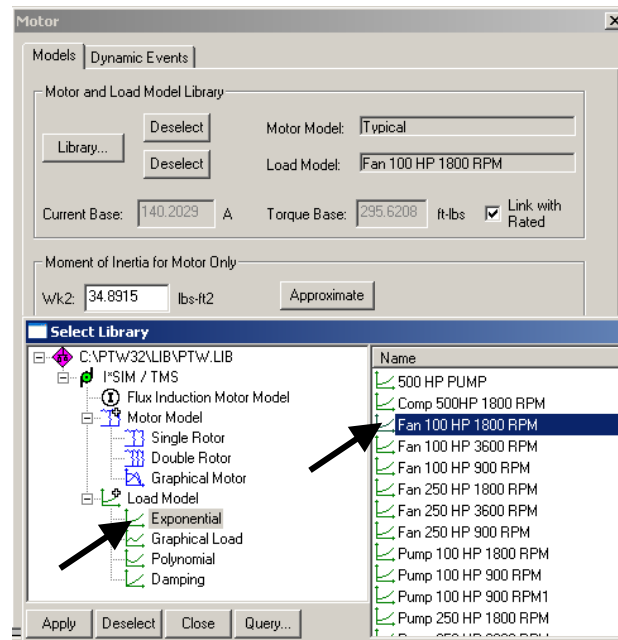 Motor
Models Dynamic Events
Motor and Load Model Library
Library...
Deselect
Motor Model: Typical
Deselect
Load Model: Fan 100 HP 1800 RPM
Current Base: 140.2029 A Torque Base: 295.6208 ft-lbs Link with Rated
Moment of Inertia for Motor Only
Wk2: 34.8915 lbs-ft2 Approximate
Select Library
C:\PTW32\LIB\PTW.LIB
I*SIM / TMS
Flux Induction Motor Model
Motor Model
Single Rotor
Double Rotor
Graphical Motor
Load Model
Exponential
Graphical Load
Polynomial
Damping
Name
500 HP PUMP
Comp 500HP 1800 RPM
Fan 100 HP 1800 RPM
Fan 100 HP 3600 RPM
Fan 100 HP 900 RPM
Fan 250 HP 1800 RPM
Fan 250 HP 3600 RPM
Fan 250 HP 900 RPM
Pump 100 HP 1800 RPM
Pump 100 HP 900 RPM
Pump 100 HP 900 RPM1
Pump 250 HP 1800 RPM
Apply Deselect Close Query...